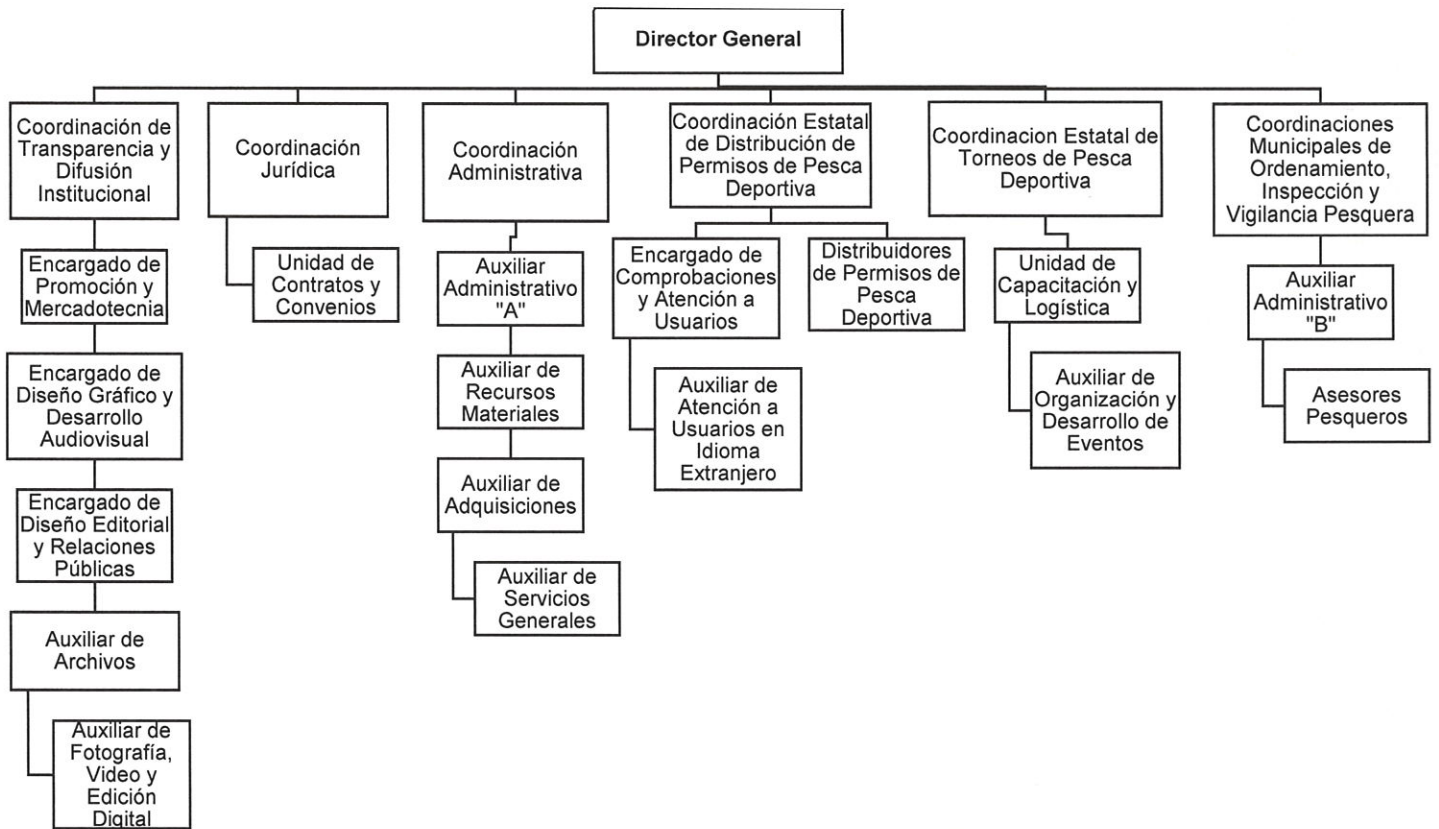 Director General
Coordinación de
Transparencia y
Difusión
Institucional
Coordinación
Jurídica
Coordinación
Administrativa
Coordinación Estatal
de Distribución de
Permisos de Pesca
Deportiva
Coordinacion Estatal de
Torneos de Pesca
Deportiva
Coordinaciones
Municipales de
Ordenamiento,
Inspección y
Vigilancia Pesquera
Encargado de
Promoción y
Mercadotecnia
Unidad de
Contratos y
Convenios
Auxiliar
Administrativo
"A"
Encargado de
Comprobaciones
y Atención a
Usuarios
Distribuidores
de Permisos de
Pesca
Deportiva
Unidad de
Capacitación y
Logística
Auxiliar
Administrativo
"B"
Encargado de
Diseño Gráfico y
Desarrollo
Audiovisual
Auxiliar de
Recursos
Materiales
Auxiliar de
Atención a
Usuarios en
Idioma
Extranjero
Auxiliar de
Organización y
Desarrollo de
Eventos
Asesores
Pesqueros
Encargado de
Diseño Editorial
y Relaciones
Públicas
Auxiliar de
Adquisiciones
Auxiliar de
Servicios
Generales
Auxiliar de
Archivos
Auxiliar de
Fotografía,
Video y
Edición
Digital